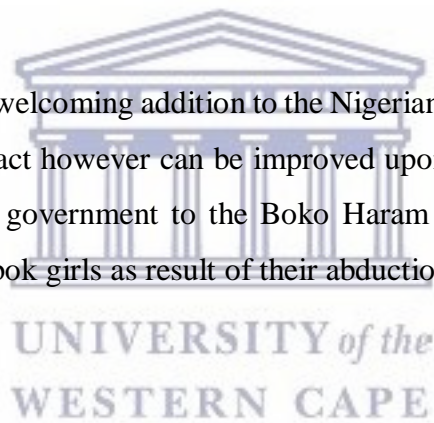 welcoming addition to the Nigerian
act however can be improved upon
government to the Boko Haram
ok girls as result of their abductio
UNIVERSITY of the
WESTERN CAPE